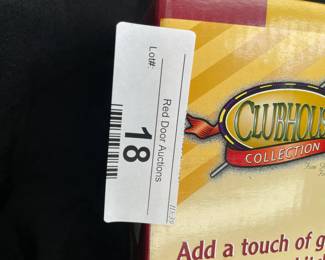 Lot#:
Red Door Auctions
18
CLUBHOUS
COLLECTION
Add a touch of g